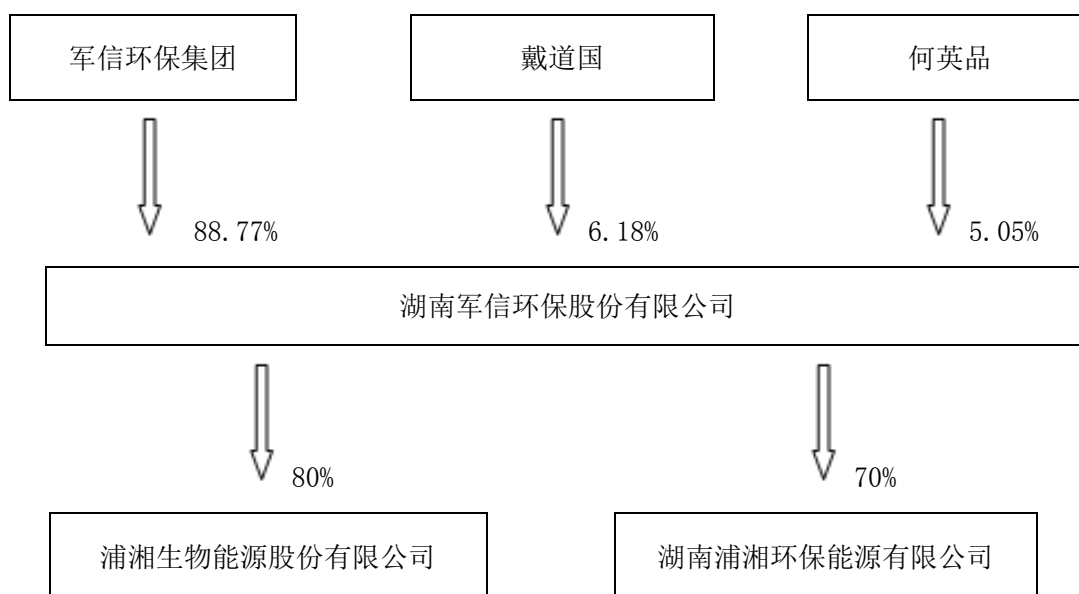 军信环保集团
戴道国
何英品
88.77%
6.18%
5.05%
湖南军信环保股份有限公司
80%
70%
浦湘生物能源股份有限公司
湖南浦湘环保能源有限公司